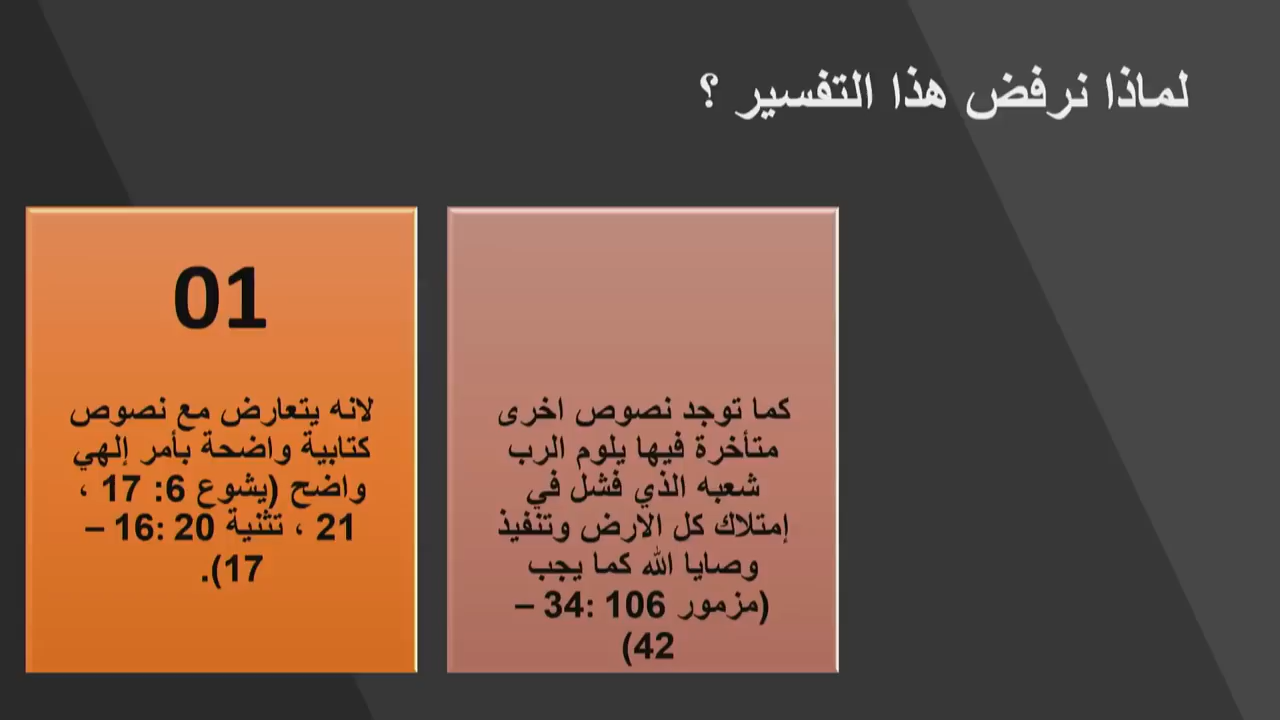 لماذا نرفض هذا التفسير ؟
01
لانه يتعارض مع نصوص
كتابية واضحة بأمر إلهي
واضح (يشوع 6: 17 ،
21 ، تثنية 20 :16 –
17).
كما توجد نصوص اخرى
متأخرة فيها يلوم الرب
شعبه الذي فشل في
إمتلاك كل الارض وتنفيذ
وصايا الله كما يجب
(مزمور 106 :34 –
42)